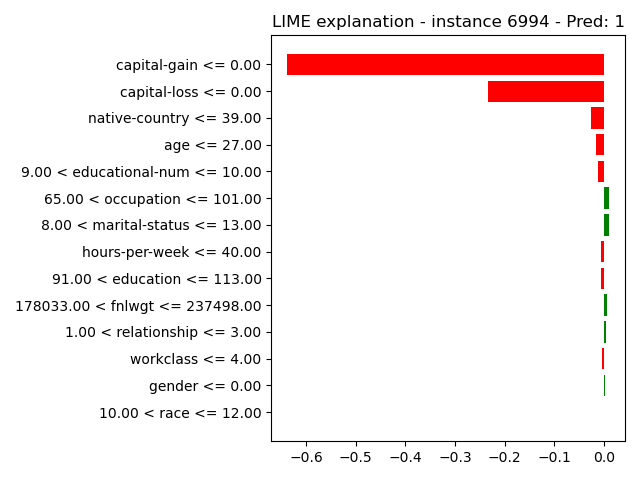 LIME explanation - instance 6994 - Pred: 1
capital-gain <= 0.00
capital-loss <= 0.00
native-country <= 39.00
age <= 27.00
9.00 < educational-num <= 10.00
65.00 < occupation <= 101.00
8.00 < marital-status <= 13.00
hours-per-week <= 40.00
91.00 < education <= 113.00
178033.00 < fnlwgt <= 237498.00
1.00 < relationship <= 3.00
workclass <= 4.00
gender <= 0.00
10.00 < race <= 12.00
−0.6 −0.5 −0.4 −0.3 −0.2 −0.1 0.0